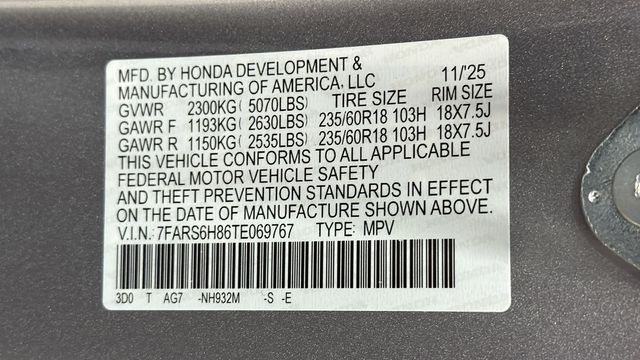 MFD. BY HONDA DEVELOPMENT &
MANUFACTURING OF AMERICA, LLC 11/'25
GVWR 2300KG (5070LBS) TIRE SIZE RIM SIZE
GAWR F 1193KG (2630LBS) 235/60R18 103H 18X7.5J
GAWR R 1150KG (2535LBS) 235/60R18 103H 18X7.5J
THIS VEHICLE CONFORMS TO ALL APPLICABLE
FEDERAL MOTOR VEHICLE SAFETY
AND THEFT PREVENTION STANDARDS IN EFFECT
ON THE DATE OF MANUFACTURE SHOWN ABOVE.
V.I.N. 7FARS6H86TE069767 TYPE: MPV
3D0 T AG7 -NH932M -S -E